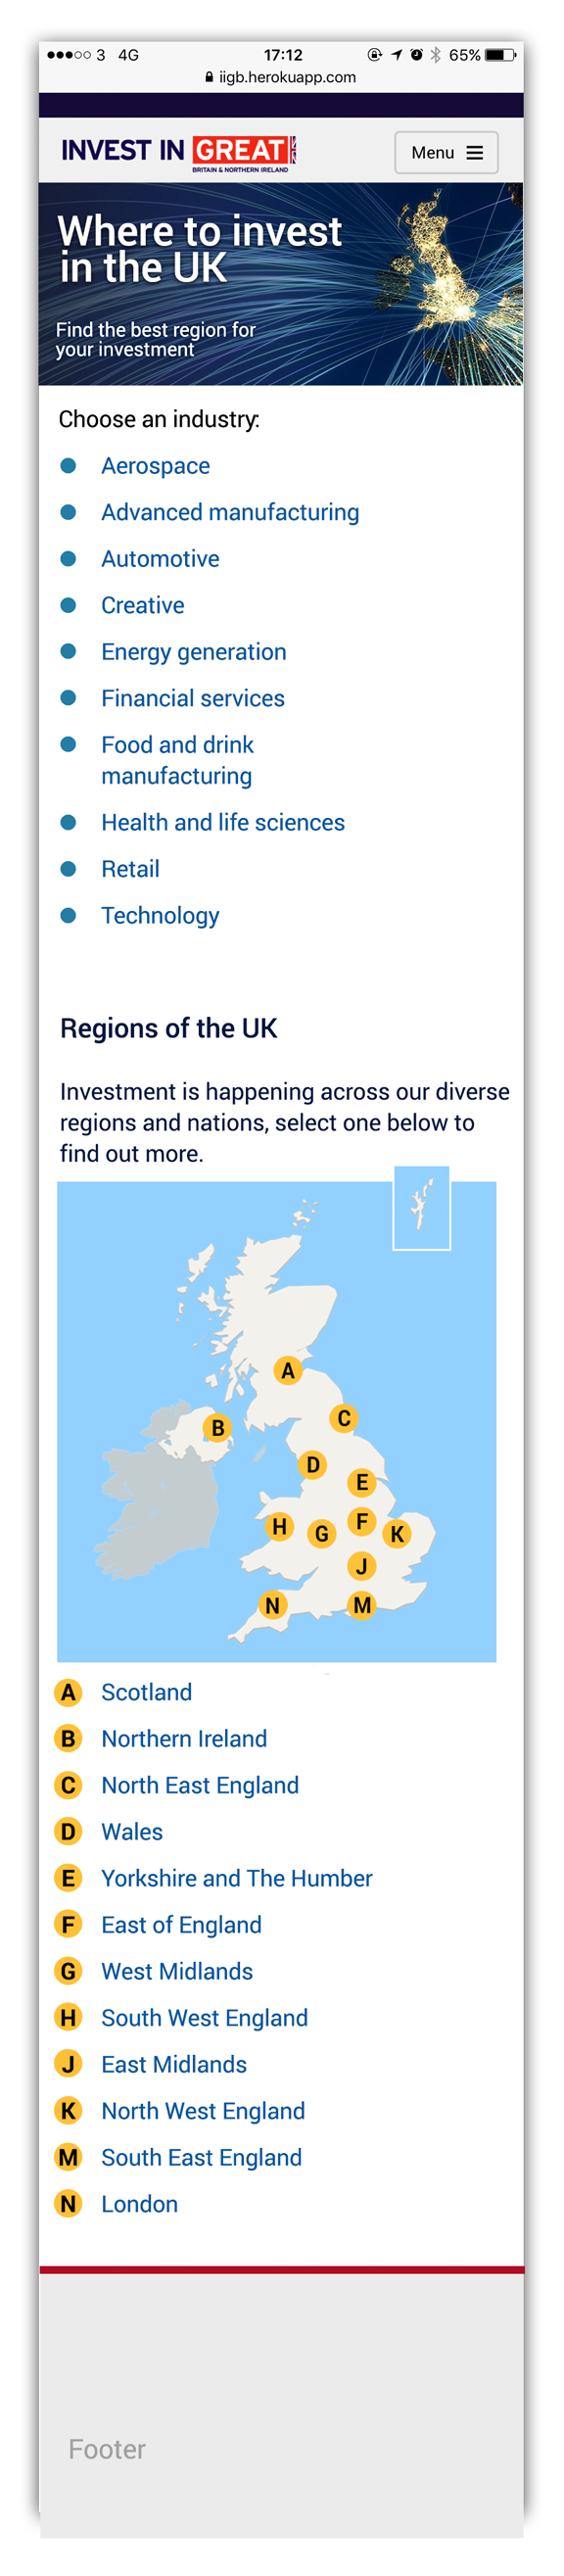 3 4G 17:12 65%
iigb.herokuapp.com
INVEST IN GREAT
BRITAIN & NORTHERN IRELAND
Menu
Where to invest
in the UK
Find the best region for
your investment
Choose an industry:
Aerospace
Advanced manufacturing
Automotive
Creative
Energy generation
Financial services
Food and drink
manufacturing
Health and life sciences
Retail
Technology
Regions of the UK
Investment is happening across our diverse
regions and nations, select one below to
find out more.
A
C
B
D
E
F
H
G
K
J
N
M
A Scotland
B Northern Ireland
C North East England
D Wales
E Yorkshire and The Humber
F East of England
G West Midlands
H South West England
J East Midlands
K North West England
M South East England
N London
Footer